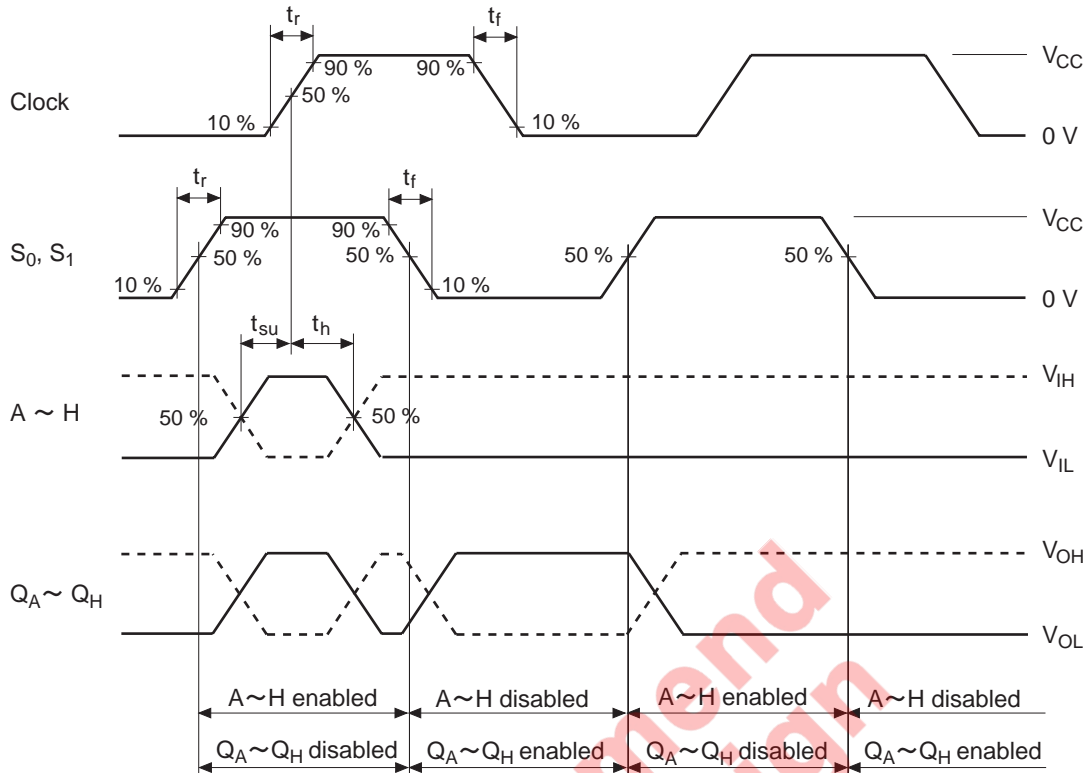 tr
tf
VCC
90 %
90 %
Clock
50 %
10 %
10 %
0 V
tr
tf
VCC
90 %
90 %
S0, S1
50 %
50 %
50 %
50 %
10 %
10 %
0 V
tsu
th
VIH
A ~ H
50 %
50 %
VIL
VOH
QA ~ QH
VOL
A~H enabled
A~H disabled
A~H enabled
A~H disabled
QA~QH disabled
QA~QH enabled
QA~QH disabled
QA~QH enabled
mend
ign